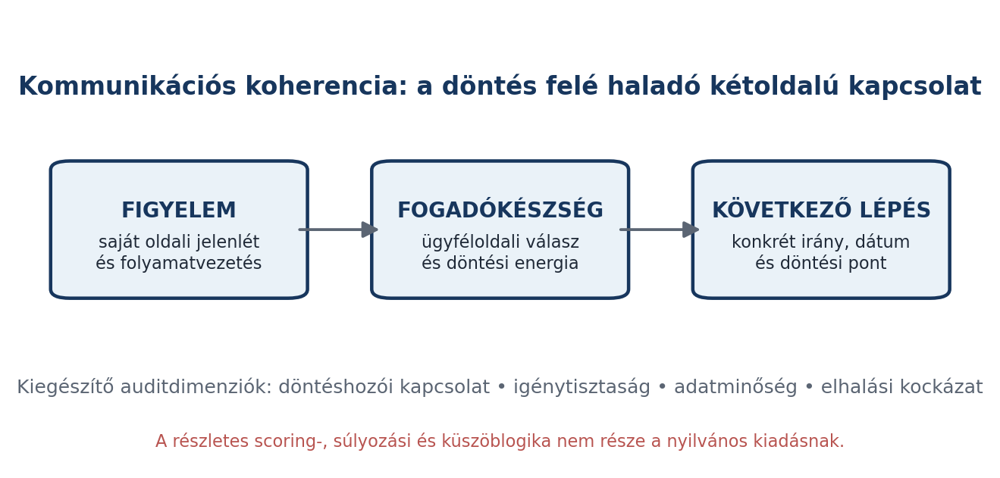 Kommunikációs koherencia: a döntés felé haladó kétoldalú kapcsolat
FIGYELEM
saját oldali jelenlét
és folyamatvezetés
FOGADÓKÉSZSÉG
ügyféloldali válasz
és döntési energia
KÖVETKEZŐ LÉPÉS
konkrét irány, dátum
és döntési pont
Kiegészítő auditdimenziók: döntéshozói kapcsolat • igénytisztaság • adatminőség • elhalási kockázat
A részletes scoring-, súlyozási és küszöblogika nem része a nyilvános kiadásnak.